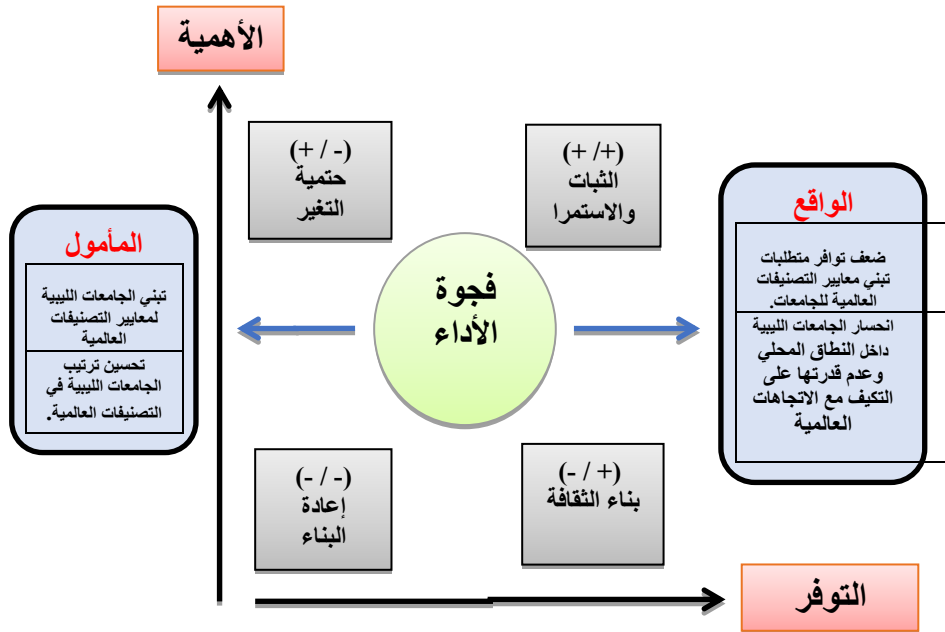 الأهمية
(+ / +)
الثبات
والاستمرا
(+ / -)
حتمية
التغير
الواقع
ضعف توافر متطلبات
تبني معايير التصنيفات
العالمية للجامعات.
انحسار الجامعات الليبية
داخل النطاق المحلي
وعدم قدرتها على
التكيف مع الاتجاهات
العالمية
فجوة
الأداء
المأمول
تبني الجامعات الليبية
لمعايير التصنيفات
العالمية
تحسين ترتيب
الجامعات الليبية في
التصنيفات العالمية.
(- / +)
بناء الثقافة
(- / -)
إعادة
البناء
التوفر